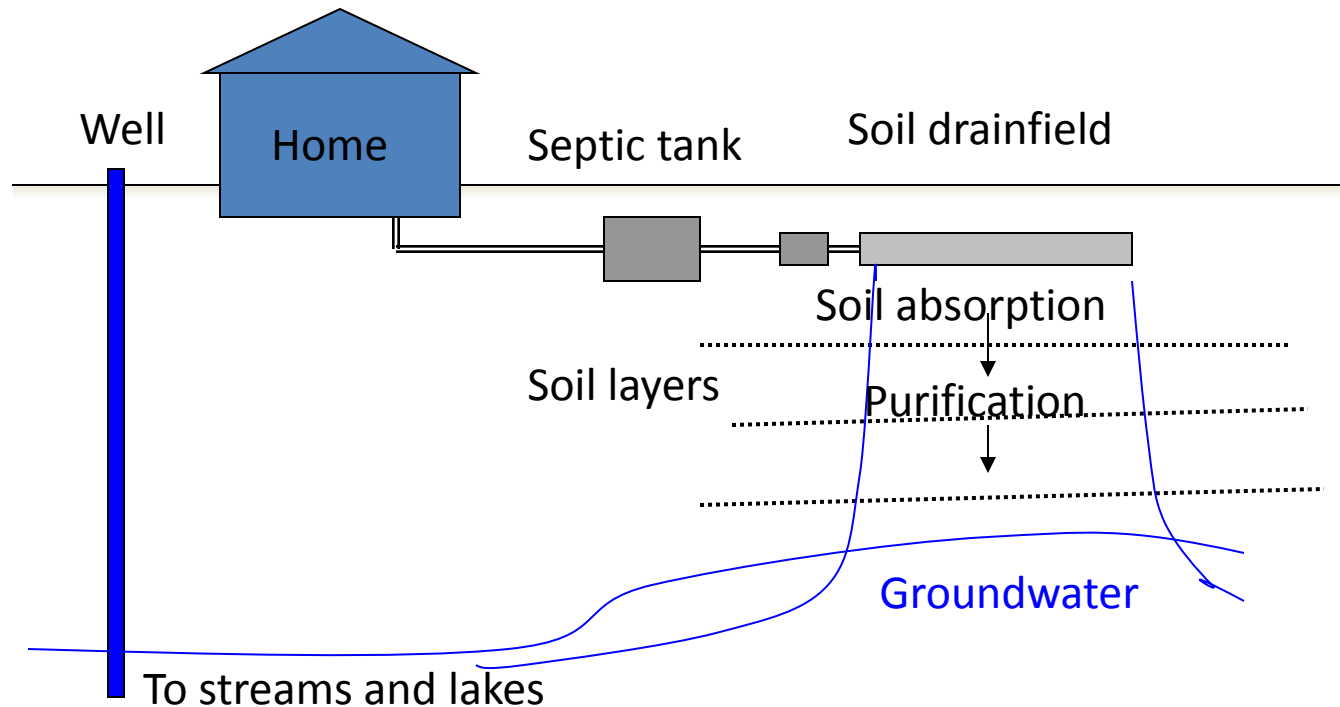 Well
Home
Septic tank
Soil drainfield
Soil absorption
Soil layers
Purification
Groundwater
To streams and lakes